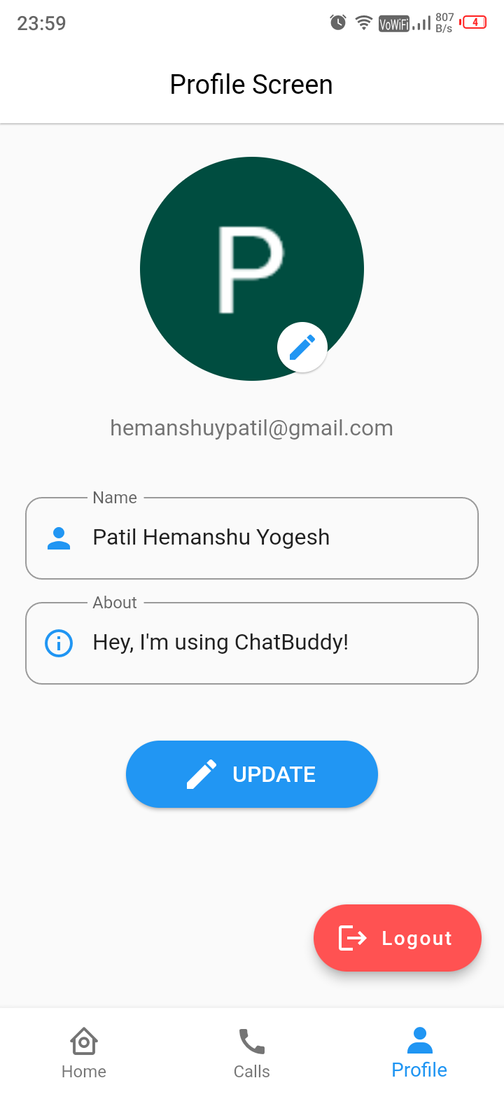 23:59
VoWiFi
807
B/s
4
Profile Screen
P
hemanshuypatil@gmail.com
Name
Patil Hemanshu Yogesh
About
Hey, I'm using ChatBuddy!
UPDATE
Logout
Home
Calls
Profile